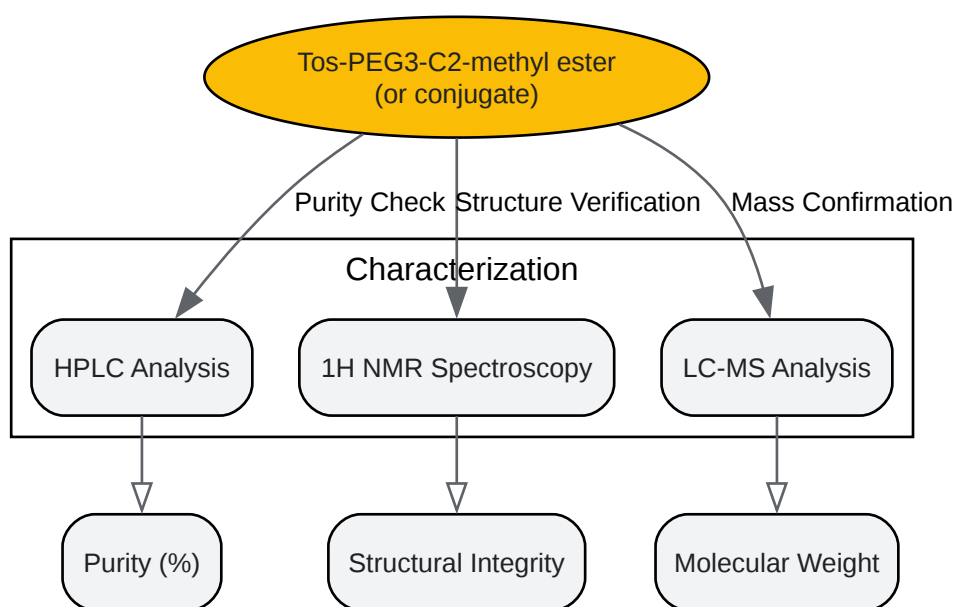 Tos-PEG3-C2-methyl ester
(or conjugate)
Purity Check
Structure Verification
Mass Confirmation
Characterization
HPLC Analysis
1H NMR Spectroscopy
LC-MS Analysis
Purity (%)
Structural Integrity
Molecular Weight